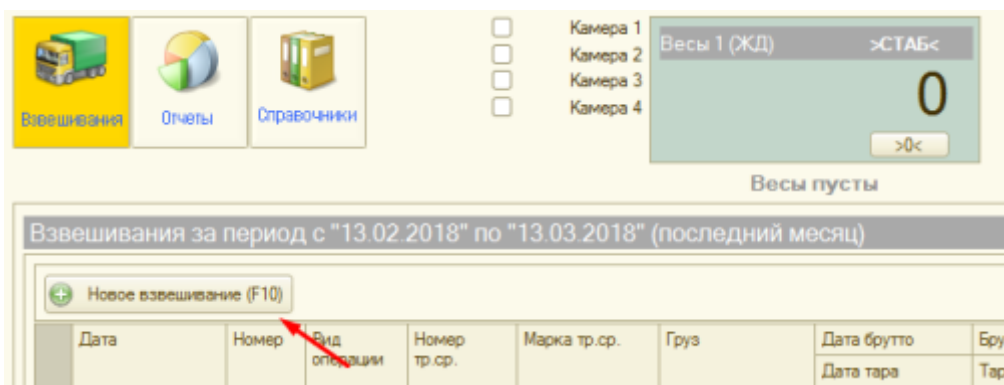 Взвешивания
Отчеты
Справочники
Камера 1
Камера 2
Камера 3
Камера 4
Весы 1 (ЖД) >СТАБ<
0
>0<
Весы пусты
Взвешивания за период с "13.02.2018" по "13.03.2018" (последний месяц)
Новое взвешивание (F10)
Дата
Номер
Вид
операции
Номер
тр.ср.
Марка тр.ср.
Груз
Дата брутто
Дата тара
Бру
Тар